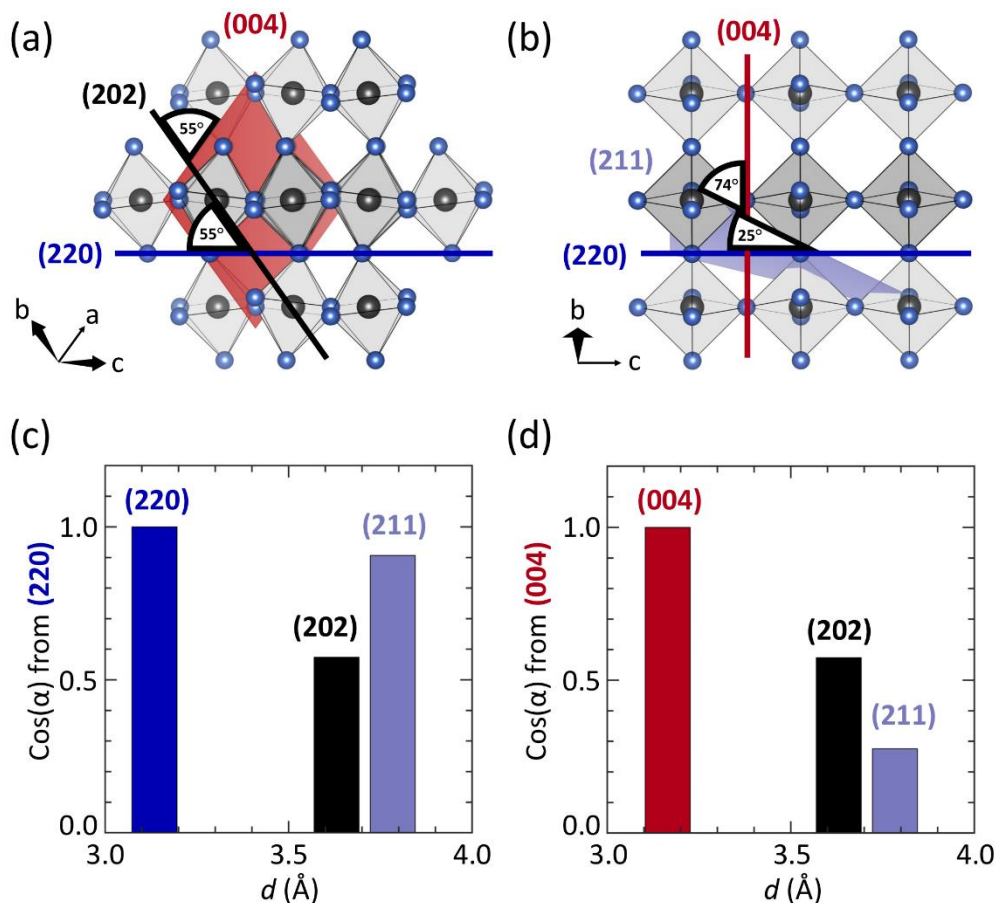 (a)
(004)
(202)
55°
55°
(220)
b
a
c
(b)
(004)
(211)
74°
25°
(220)
b
c
(c)
Cos(α) from (220)
1.0
0.5
0.0
(220)
(202)
(211)
3.0
3.5
4.0
d (Å)
(d)
Cos(α) from (004)
1.0
0.5
0.0
(004)
(202)
(211)
3.0
3.5
4.0
d (Å)